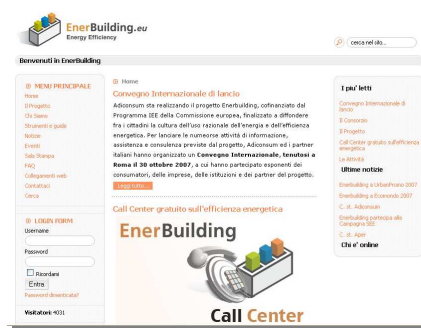 EnerBuilding.eu
Energy Efficiency
cerca nel sito...
Benvenuti in EnerBuilding
MENU PRINCIPALE
Home
Il Progetto
Chi Siamo
Strumenti e guide
Notizie
Eventi
Sala Stampa
FAQ
Collegamenti web
Contattaci
Cerca
LOGIN FORM
Username
Password
Ricordami
Entra
Password dimenticata?
Visitatori: 4031
Home
Convegno Internazionale di lancio
Adiconsum sta realizzando il progetto Enerbuilding, cofinanziato dal
Programma IEE della Commissione europea, finalizzato a diffondere
fra i cittadini la cultura dell'uso razionale dell'energia e dell'efficienza
energetica. Per lanciare le numeorse attività di informazione,
assistenza e consulenza previste dal progetto, Adiconsum ed i partner
italiani hanno organizzato un Convegno Internazionale, tenutosi a
Roma il 30 ottobre 2007, a cui hanno partecipato esponenti dei
consumatori, delle imprese, delle istituzioni e dei partner del progetto.
Leggi tutto...
Call Center gratuito sull'efficienza energetica
EnerBuilding
Call Center
I piu' letti
Convegno Internazionale di
lancio
Il Consorzio
Il Progetto
Call Center gratuito sull'efficienza
energetica
Le Attività
Ultime notizie
Enerbuilding a UrbanPromo 2007
Enerbuilding a Ecomondo 2007
C. st. Adiconsum
Enerbuilding partecipa alla
Campagna SEE
C. st. Aper
Chi e' online